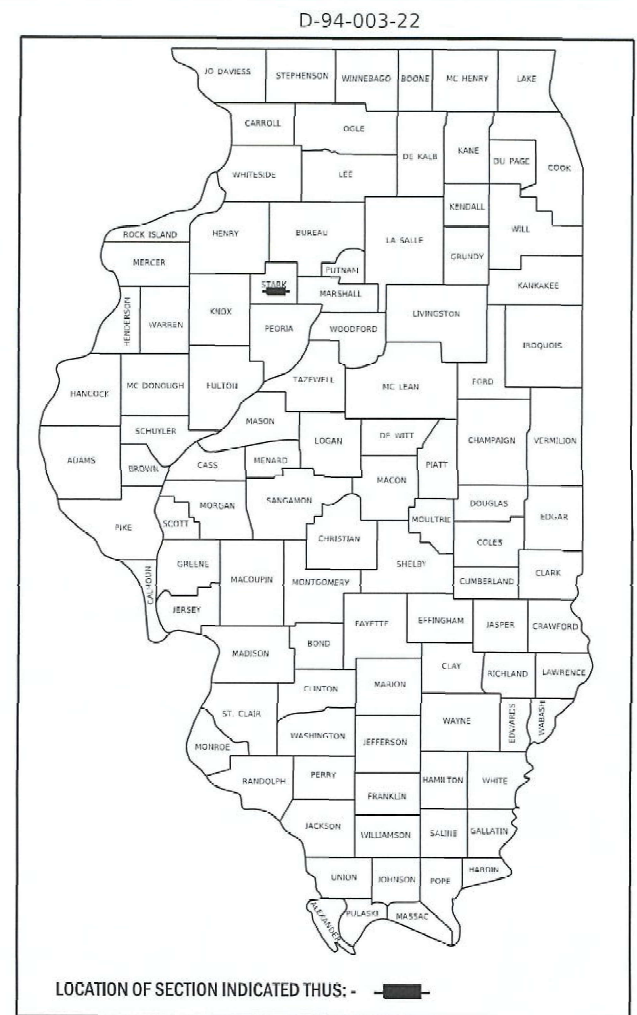 D-94-003-22
JO DAVIESS
STEPHENSON
WINNEBAGO
BOONE
MC HENRY
LAKE
CARROLL
OGLE
DE KALB
KANE
DU PAGE
COOK
WHITESIDE
LEE
KENDALL
ROCK ISLAND
HENRY
BUREAU
LA SALLE
GRUNDY
WILL
MERCER
PUTNAM
STARK
MARSHALL
KANKAKEE
HENDERSON
WARREN
KNOX
PEORIA
WOODFORD
LIVINGSTON
IROQUOIS
HANCOCK
MC DONOUGH
FULTON
TAZEWELL
MC LEAN
FORD
SCHUYLER
MASON
LOGAN
DE WITT
CHAMPAIGN
VERMILION
ADAMS
BROWN
CASS
MENARD
PIATT
MACON
PIKE
SCOTT
MORGAN
SANGAMON
CHRISTIAN
MOULTRIE
DOUGLAS
EDGAR
COLES
CALHOUN
GREENE
MACOUPIN
MONTGOMERY
SHELBY
CUMBERLAND
CLARK
JERSEY
FAYETTE
EFFINGHAM
JASPER
CRAWFORD
MADISON
BOND
CLAY
RICHLAND
LAWRENCE
CLINTON
MARION
ST. CLAIR
WASHINGTON
JEFFERSON
WAYNE
EDWARDS
WABASH
MONROE
RANDOLPH
PERRY
FRANKLIN
HAMILTON
WHITE
JACKSON
WILLIAMSON
SALINE
GALLATIN
UNION
JOHNSON
POPE
HARDIN
ALEXANDER
PULASKI
MASSAC
LOCATION OF SECTION INDICATED THUS: -